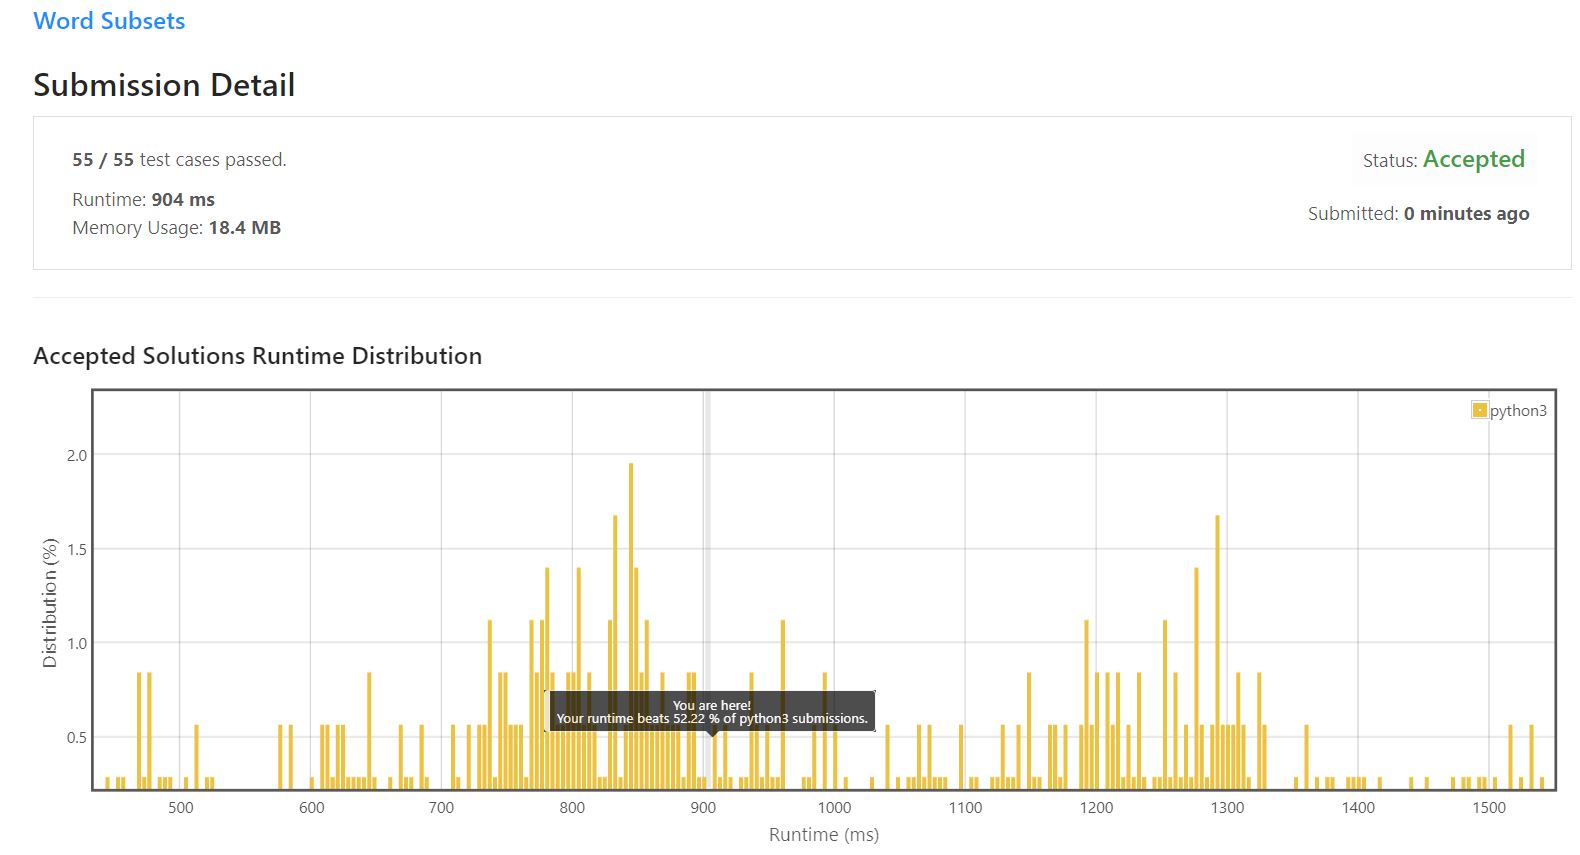 Word Subsets
Submission Detail
55 / 55 test cases passed.
Status: Accepted
Runtime: 904 ms
Submitted: 0 minutes ago
Memory Usage: 18.4 MB
Accepted Solutions Runtime Distribution
python3
2.0
1.5
1.0
0.5
Distribution (%)
You are here!
Your runtime beats 52.22 % of python3 submissions.
500 600 700 800 900 1000 1100 1200 1300 1400 1500
Runtime (ms)